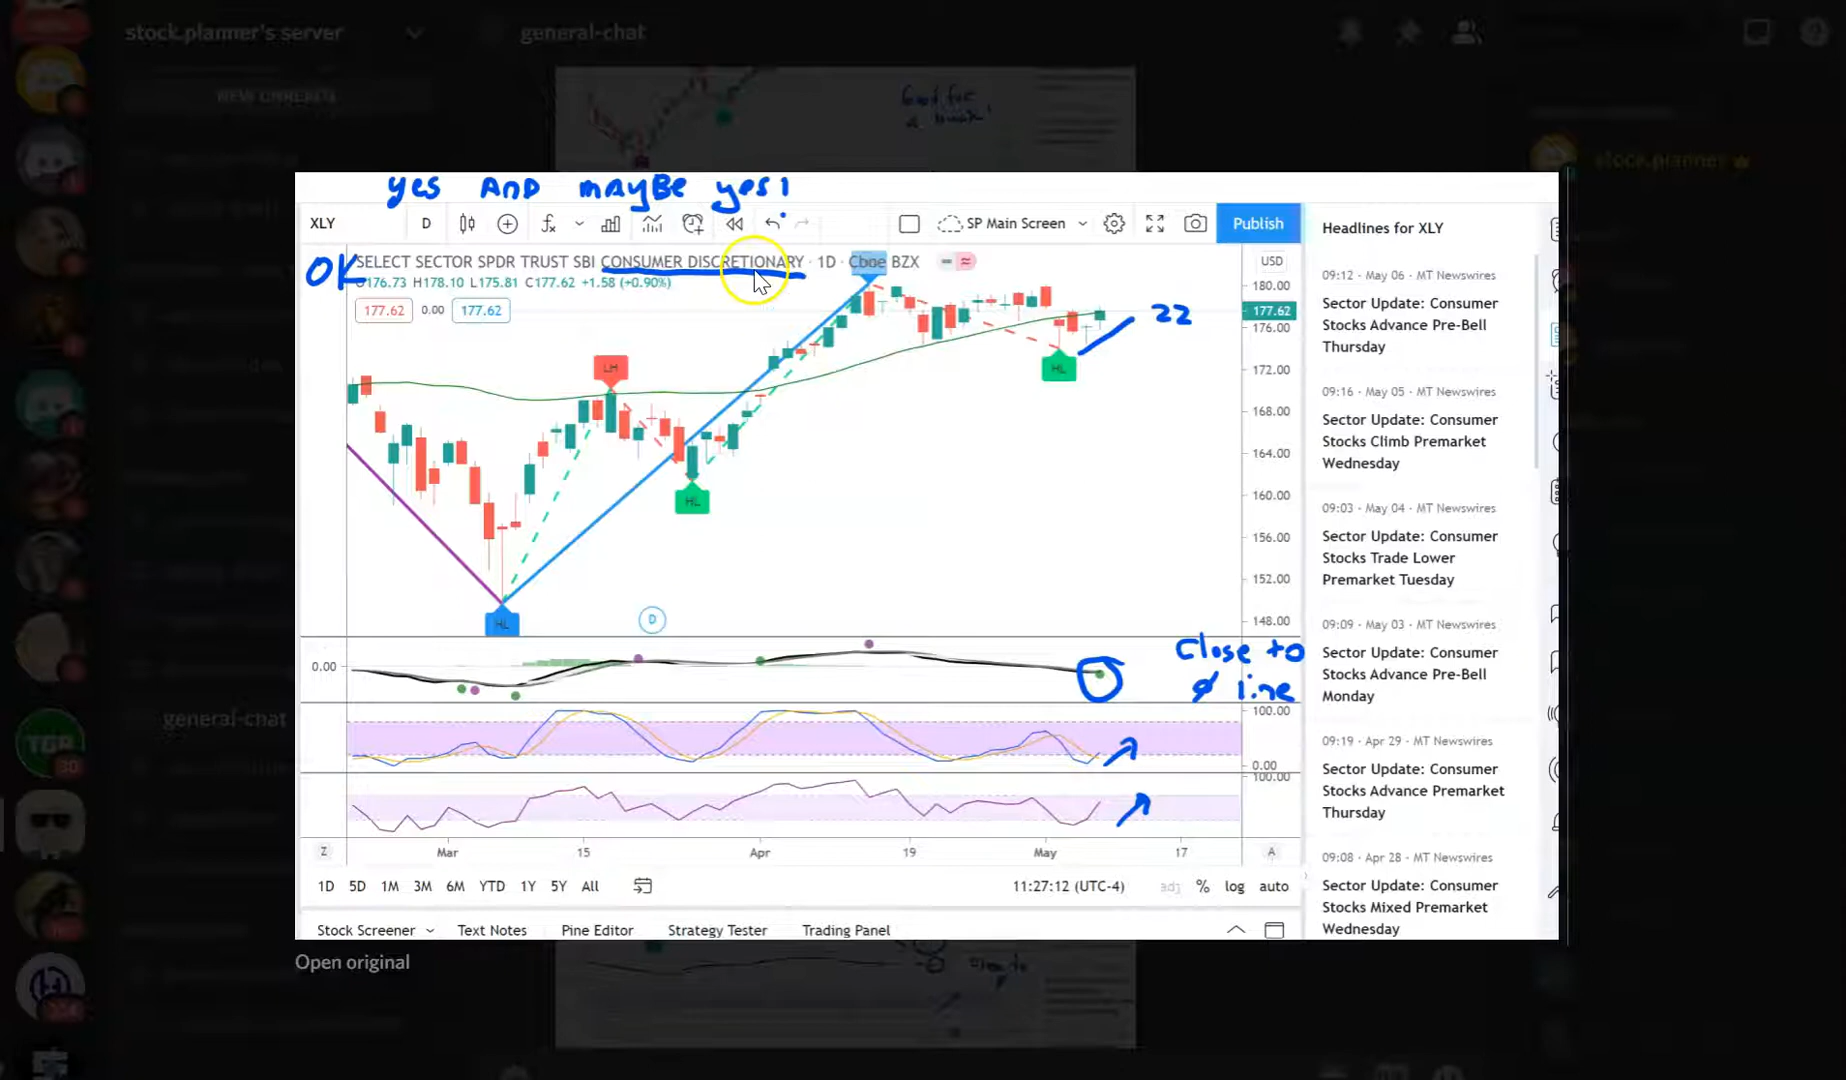 stock.planner's server
general-chat
Good for
stock.planner
yes AND mayBE yes!
XLY
D
SP Main Screen
Publish
OK
SELECT SECTOR SPDR TRUST SBI CONSUMER DISCRETIONARY · 1D · Cboe BZX
USD
O176.73 H178.10 L175.81 C177.62 +1.58 (+0.90%)
177.62
0.00
177.62
180.00
177.62
176.00
172.00
168.00
164.00
160.00
156.00
152.00
148.00
22
LH
HL
HL
HL
D
0.00
Close to
Ø line
100.00
0.00
100.00
Z
Mar
15
Apr
19
May
17
A
1D 5D 1M 3M 6M YTD 1Y 5Y All
11:27:12 (UTC-4)
adj % log auto
Stock Screener
Text Notes
Pine Editor
Strategy Tester
Trading Panel
Headlines for XLY
09:12 · May 06 · MT Newswires
Sector Update: Consumer
Stocks Advance Pre-Bell
Thursday
09:16 · May 05 · MT Newswires
Sector Update: Consumer
Stocks Climb Premarket
Wednesday
09:03 · May 04 · MT Newswires
Sector Update: Consumer
Stocks Trade Lower
Premarket Tuesday
09:09 · May 03 · MT Newswires
Sector Update: Consumer
Stocks Advance Pre-Bell
Monday
09:19 · Apr 29 · MT Newswires
Sector Update: Consumer
Stocks Advance Premarket
Thursday
09:08 · Apr 28 · MT Newswires
Sector Update: Consumer
Stocks Mixed Premarket
Wednesday
general-chat
TGR
30
Open original